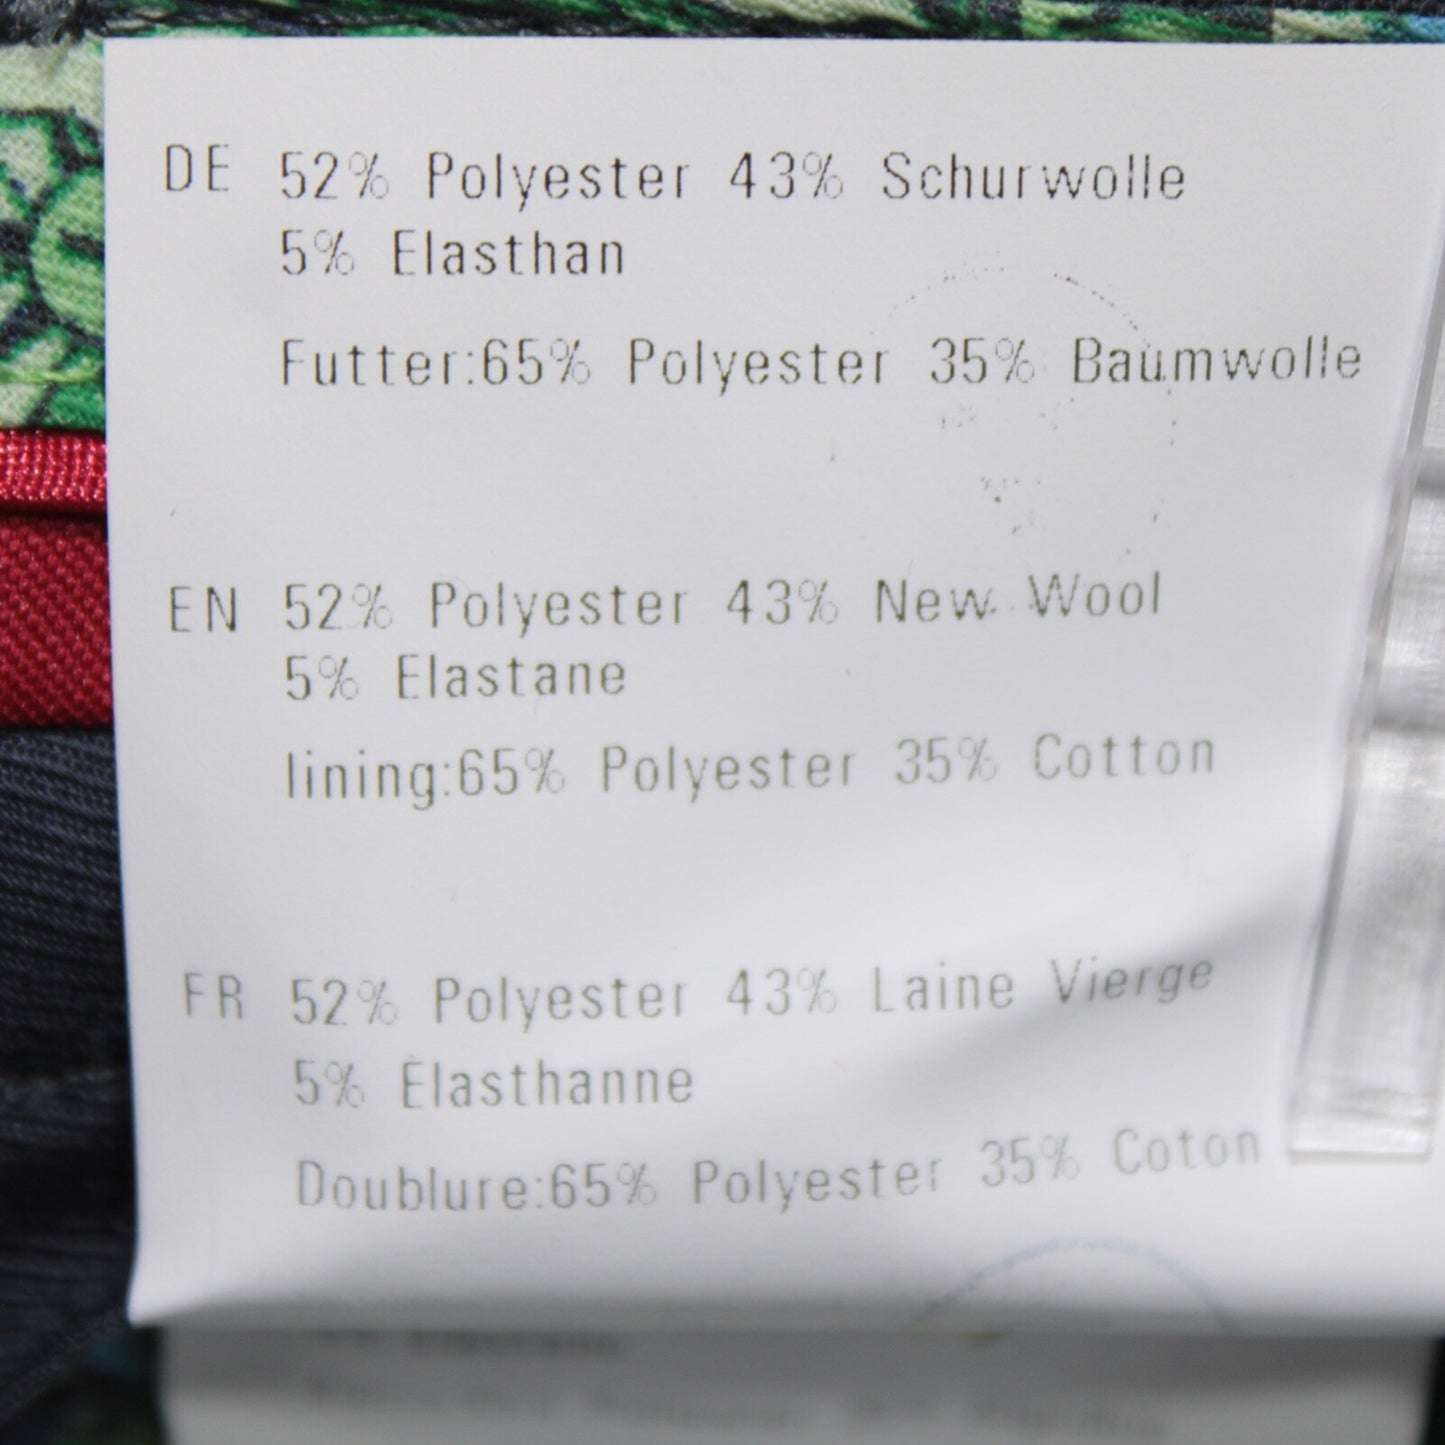 DE 52% Polyester 43% Schurwolle
5% Elasthan
Futter:65% Polyester 35% Baumwolle
EN 52% Polyester 43% New Wool
5% Elastane
lining:65% Polyester 35% Cotton
FR 52% Polyester 43% Laine Vierge
5% Élasthanne
Doublure:65% Polyester 35% Coton